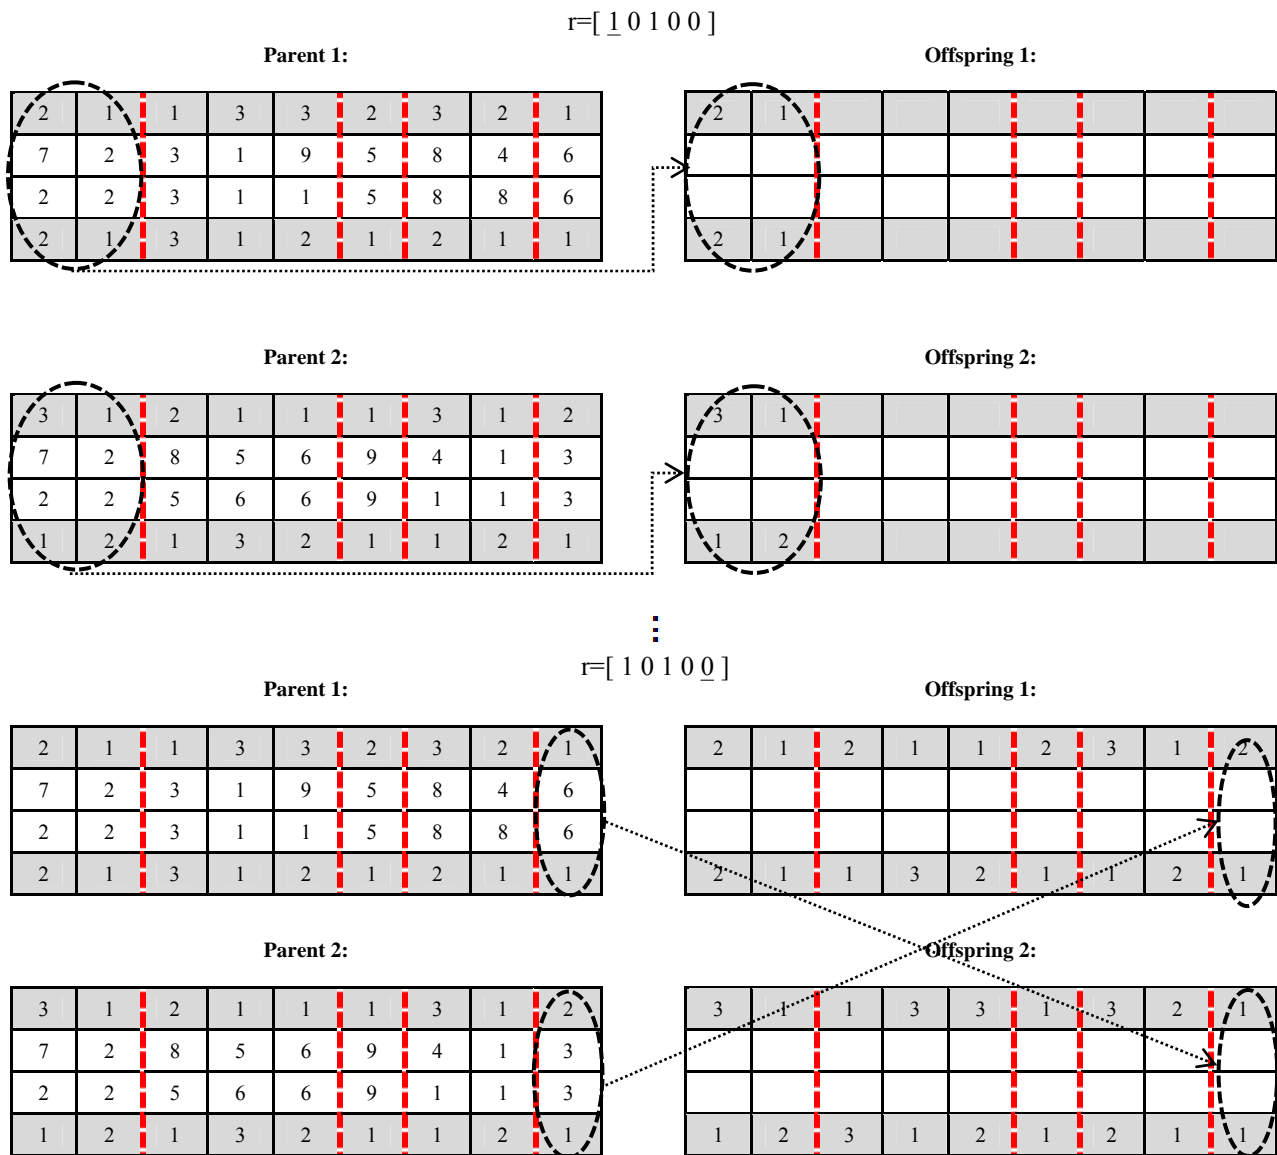 r=[ 1 0 1 0 0 ]
Parent 1: Offspring 1:
2 1 1 3 3 2 3 2 1 2 1
7 2 3 1 9 5 8 4 6
2 2 3 1 1 5 8 8 6
2 1 3 1 2 1 2 1 1 2 1
Parent 2: Offspring 2:
3 1 2 1 1 1 3 1 2 3 1
7 2 8 5 6 9 4 1 3
2 2 5 6 6 9 1 1 3
1 2 1 3 2 1 1 2 1 1 2
⋮
r=[ 1 0 1 0 0 ]
Parent 1: Offspring 1:
2 1 1 3 3 2 3 2 1 2 1 2 1 1 2 3 1 2
7 2 3 1 9 5 8 4 6
2 2 3 1 1 5 8 8 6
2 1 3 1 2 1 2 1 1 2 1 1 3 2 1 1 2 1
Parent 2: Offspring 2:
3 1 2 1 1 1 3 1 2 3 1 1 3 3 1 3 2 1
7 2 8 5 6 9 4 1 3
2 2 5 6 6 9 1 1 3
1 2 1 3 2 1 1 2 1 1 2 3 1 2 1 2 1 1